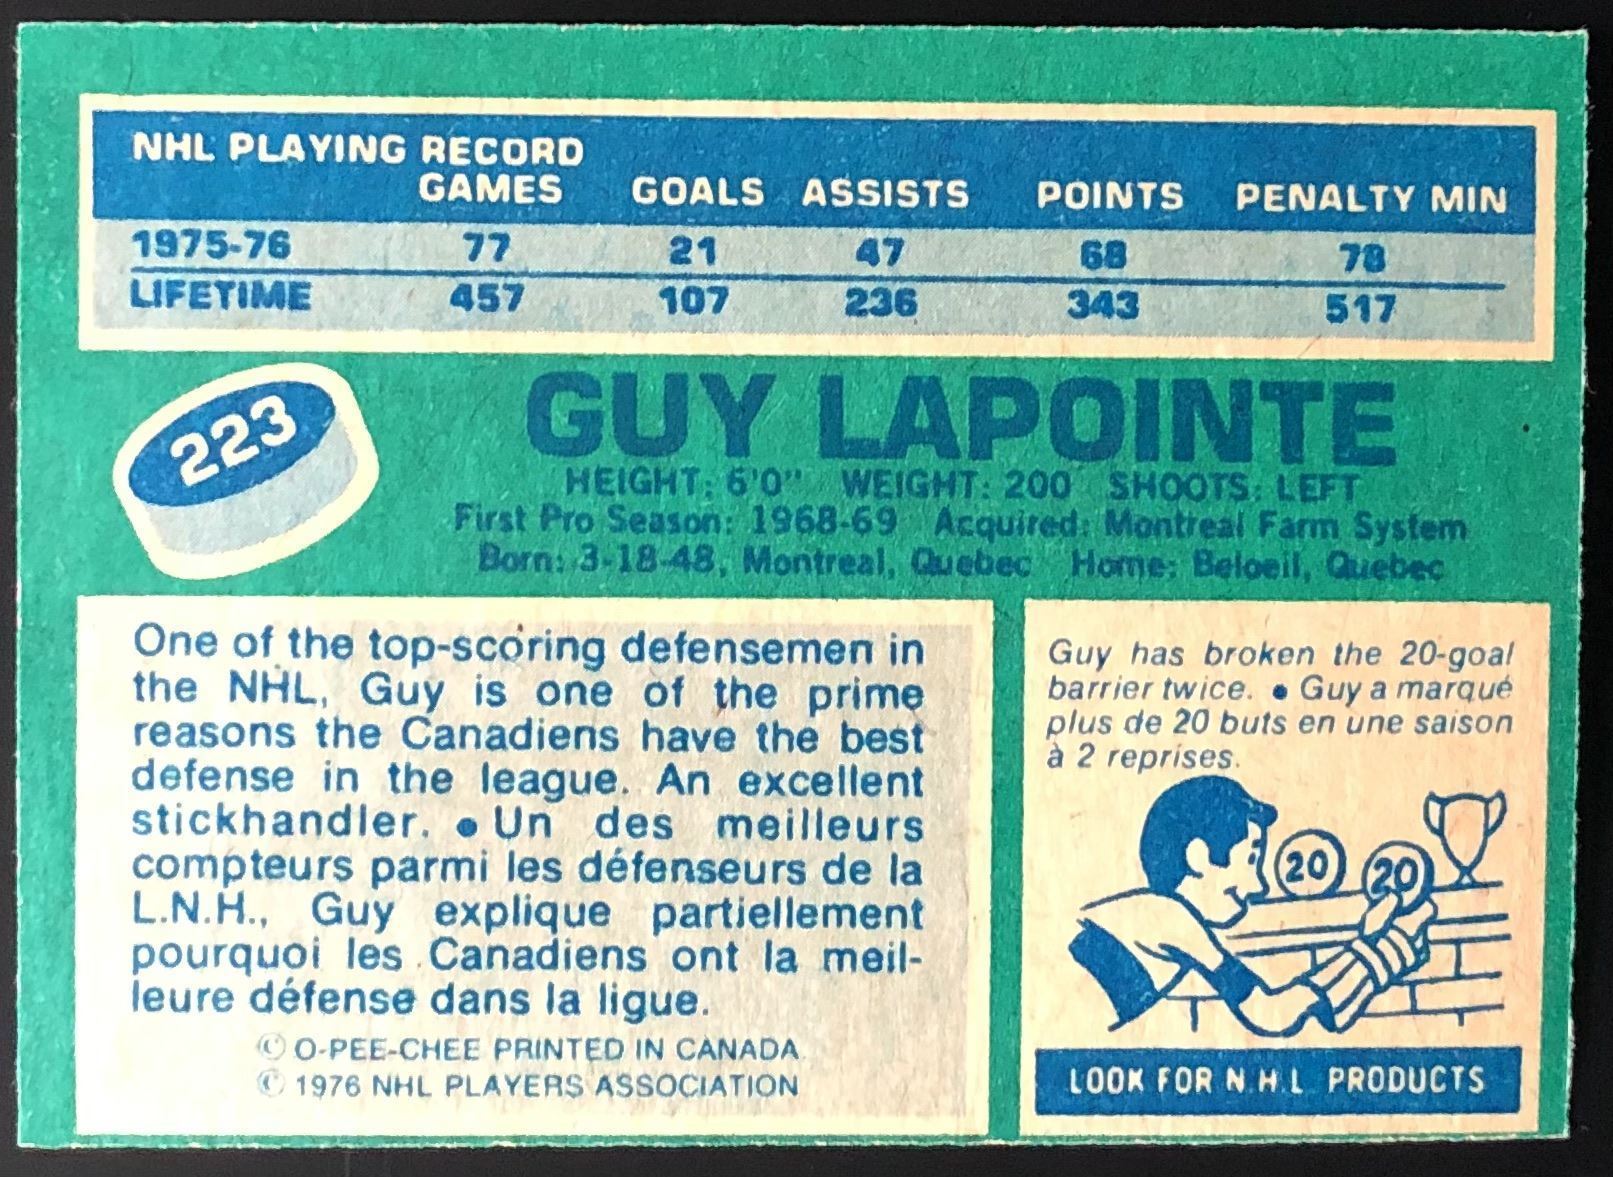 NHL PLAYING RECORD
GAMES GOALS ASSISTS POINTS PENALTY MIN
1975-76 77 21 47 68 78
LIFETIME 457 107 236 343 517
223
GUY LAPOINTE
HEIGHT: 6'0" WEIGHT: 200 SHOOTS: LEFT
First Pro Season: 1968-69 Acquired: Montreal Farm System
Born: 3-18-48, Montreal, Quebec Home: Beloeil, Quebec
One of the top-scoring defensemen in
the NHL, Guy is one of the prime
reasons the Canadiens have the best
defense in the league. An excellent
stickhandler. • Un des meilleurs
compteurs parmi les défenseurs de la
L.N.H., Guy explique partiellement
pourquoi les Canadiens ont la meil-
leure défense dans la ligue.
© O-PEE-CHEE PRINTED IN CANADA
© 1976 NHL PLAYERS ASSOCIATION
Guy has broken the 20-goal
barrier twice. • Guy a marqué
plus de 20 buts en une saison
à 2 reprises.
20 20
LOOK FOR N H L PRODUCTS